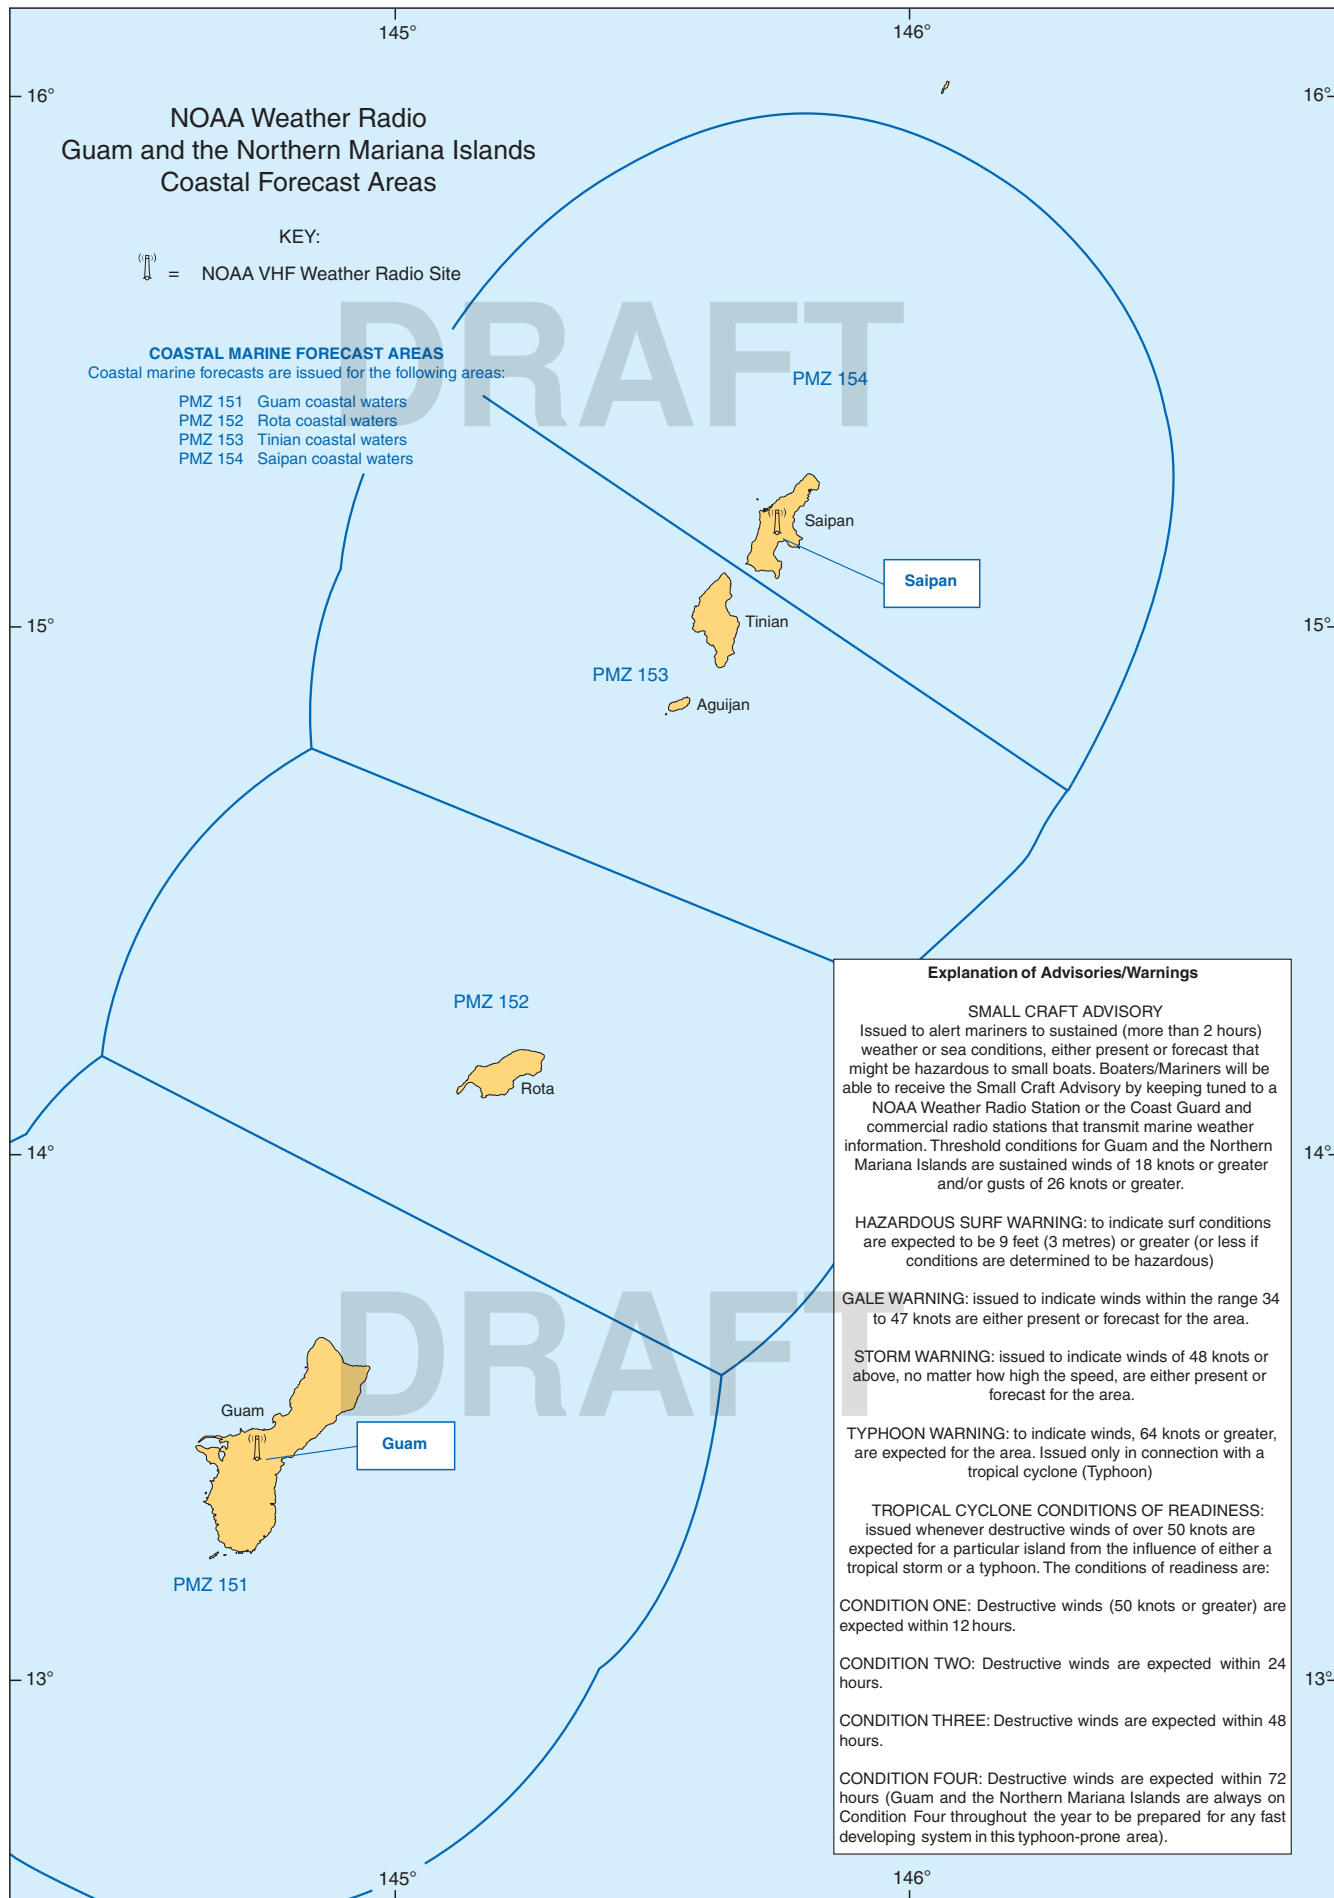 145°
146°
16°
16°
NOAA Weather Radio
Guam and the Northern Mariana Islands
Coastal Forecast Areas
KEY:
= NOAA VHF Weather Radio Site
DRAFT
COASTAL MARINE FORECAST AREAS
Coastal marine forecasts are issued for the following areas:
PMZ 151 Guam coastal waters
PMZ 152 Rota coastal waters
PMZ 153 Tinian coastal waters
PMZ 154 Saipan coastal waters
PMZ 154
Saipan
Saipan
15°
15°
Tinian
PMZ 153
Aguijan
PMZ 152
Rota
14°
14°
DRAFT
Guam
Guam
PMZ 151
13°
13°
145°
146°
Explanation of Advisories/Warnings
SMALL CRAFT ADVISORY
Issued to alert mariners to sustained (more than 2 hours)
weather or sea conditions, either present or forecast that
might be hazardous to small boats. Boaters/Mariners will be
able to receive the Small Craft Advisory by keeping tuned to a
NOAA Weather Radio Station or the Coast Guard and
commercial radio stations that transmit marine weather
information. Threshold conditions for Guam and the Northern
Mariana Islands are sustained winds of 18 knots or greater
and/or gusts of 26 knots or greater.
HAZARDOUS SURF WARNING: to indicate surf conditions
are expected to be 9 feet (3 metres) or greater (or less if
conditions are determined to be hazardous)
GALE WARNING: issued to indicate winds within the range 34
to 47 knots are either present or forecast for the area.
STORM WARNING: issued to indicate winds of 48 knots or
above, no matter how high the speed, are either present or
forecast for the area.
TYPHOON WARNING: to indicate winds, 64 knots or greater,
are expected for the area. Issued only in connection with a
tropical cyclone (Typhoon)
TROPICAL CYCLONE CONDITIONS OF READINESS:
issued whenever destructive winds of over 50 knots are
expected for a particular island from the influence of either a
tropical storm or a typhoon. The conditions of readiness are:
CONDITION ONE: Destructive winds (50 knots or greater) are
expected within 12 hours.
CONDITION TWO: Destructive winds are expected within 24
hours.
CONDITION THREE: Destructive winds are expected within 48
hours.
CONDITION FOUR: Destructive winds are expected within 72
hours (Guam and the Northern Mariana Islands are always on
Condition Four throughout the year to be prepared for any fast
developing system in this typhoon-prone area).